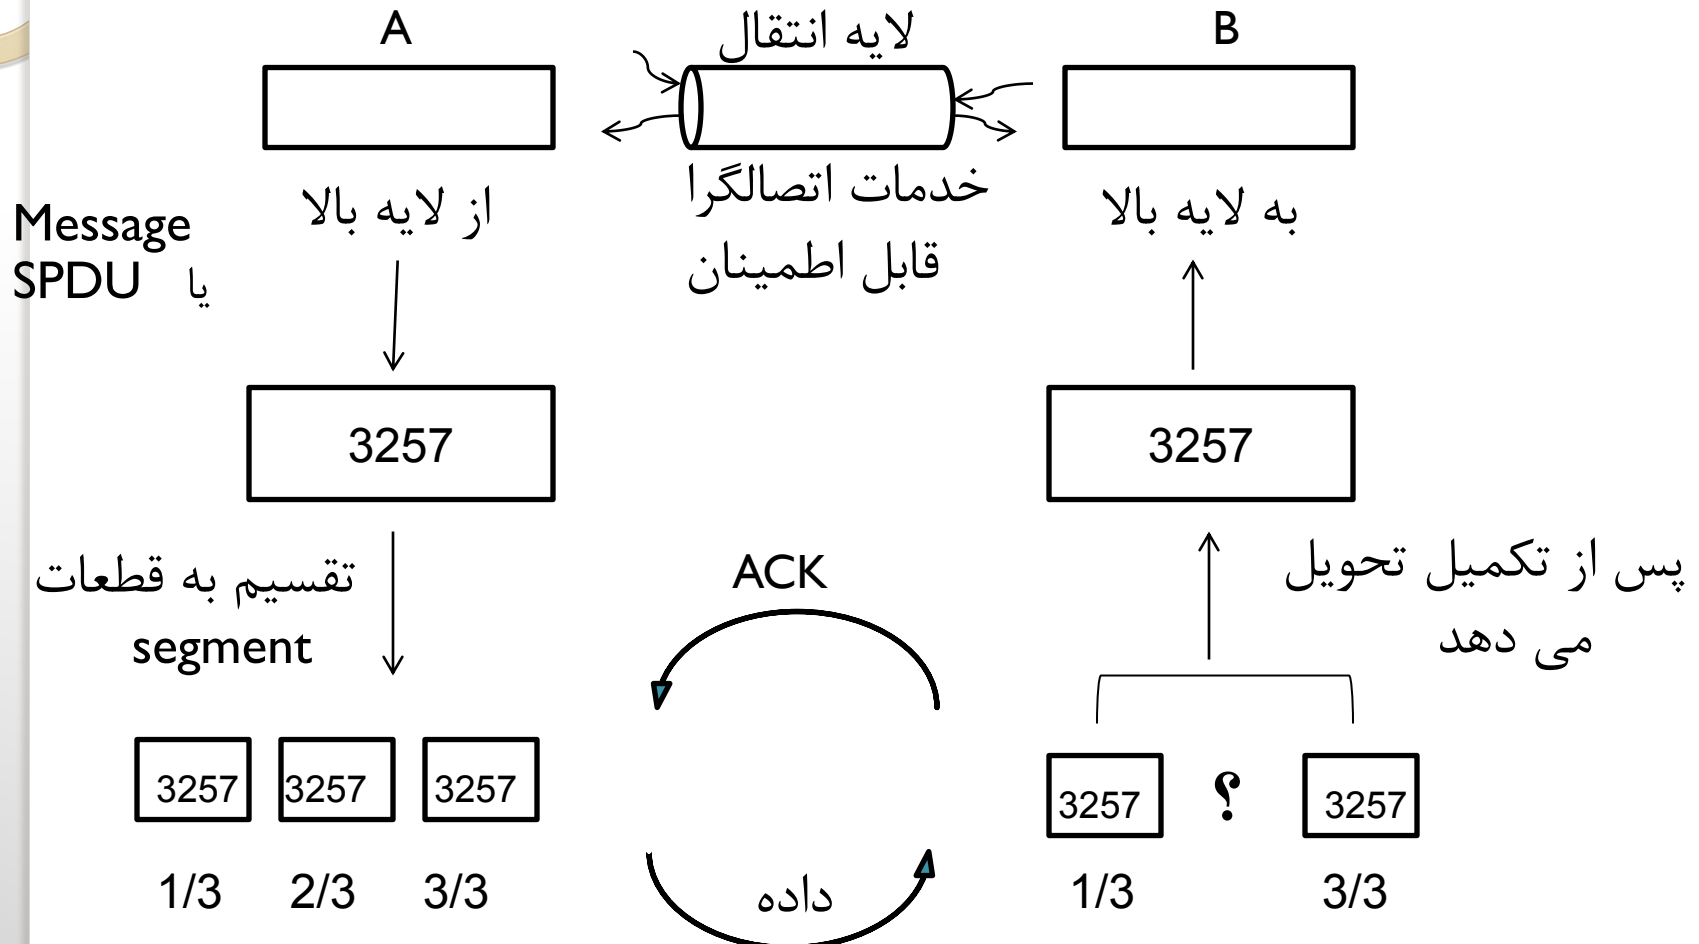 A
لایه انتقال
B
Message
یا SPDU
از لایه بالا
خدمات اتصالگرا
قابل اطمینان
به لایه بالا
3257
3257
تقسیم به قطعات
segment
ACK
پس از تکمیل تحویل
می دهد
3257
3257
3257
3257
؟
3257
1/3
2/3
3/3
داده
1/3
3/3